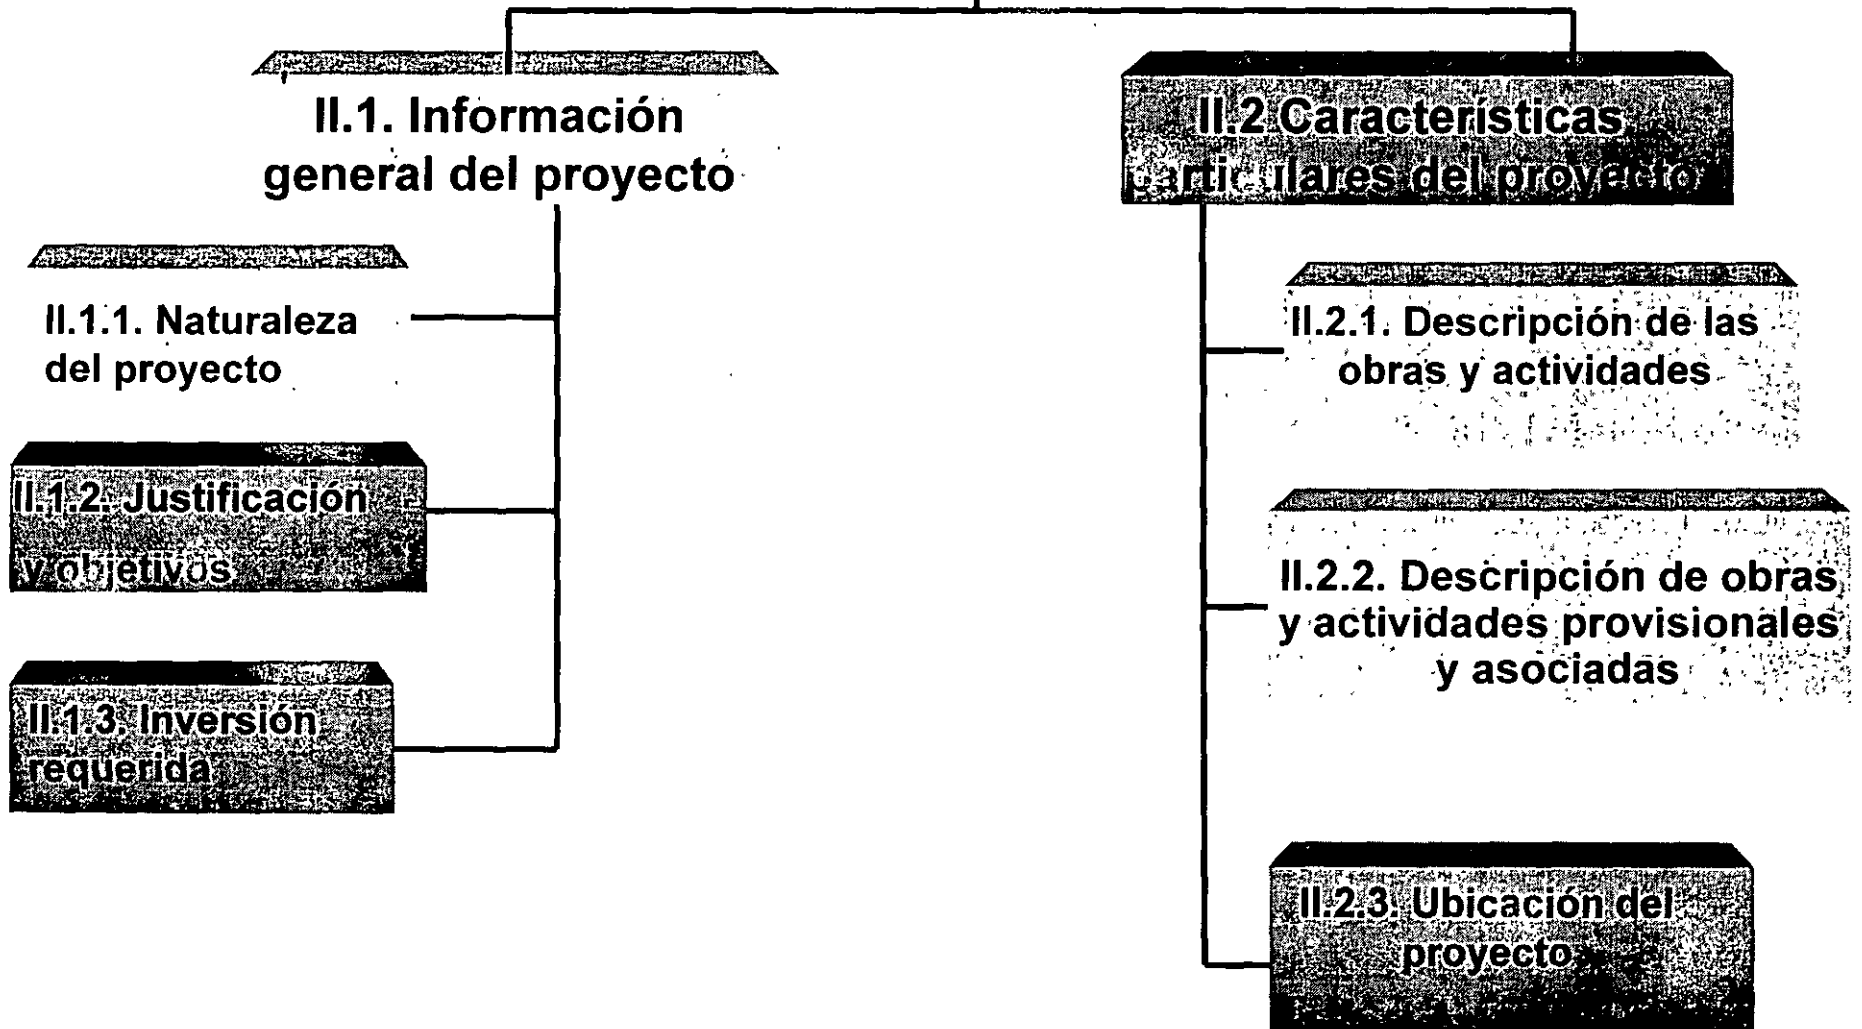 II.1. Información
general del proyecto
II.1.1. Naturaleza
del proyecto
II.1.2. Justificación
y objetivos
II.1.3. Inversión
requerida
II.2 Características
particulares del proyecto
II.2.1. Descripción de las
obras y actividades
II.2.2. Descripción de obras
y actividades provisionales
y asociadas
II.2.3. Ubicación del
proyecto